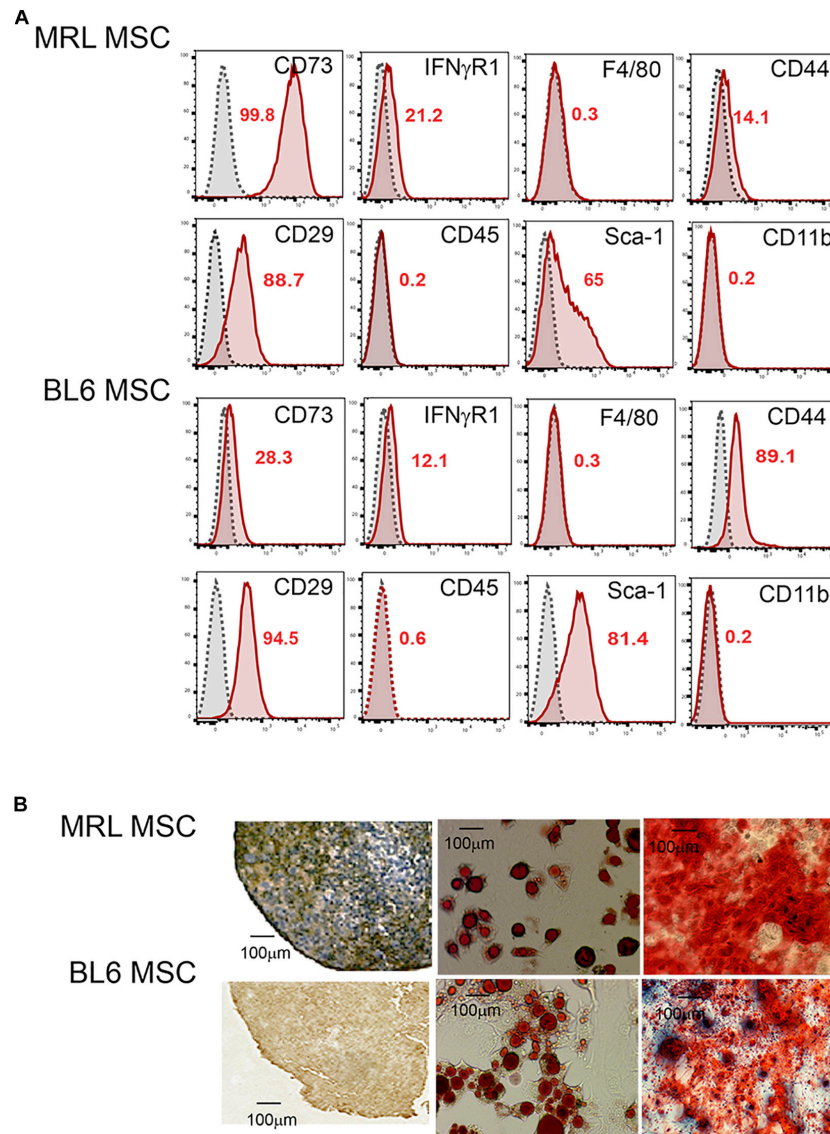 A
MRL MSC
CD73
99.8
IFNγR1
21.2
F4/80
0.3
CD44
14.1
CD29
88.7
CD45
0.2
Sca-1
65
CD11b
0.2
BL6 MSC
CD73
28.3
IFNγR1
12.1
F4/80
0.3
CD44
89.1
CD29
94.5
CD45
0.6
Sca-1
81.4
CD11b
0.2
B
MRL MSC
100μm
100μm
100μm
BL6 MSC
100μm
100μm
100μm